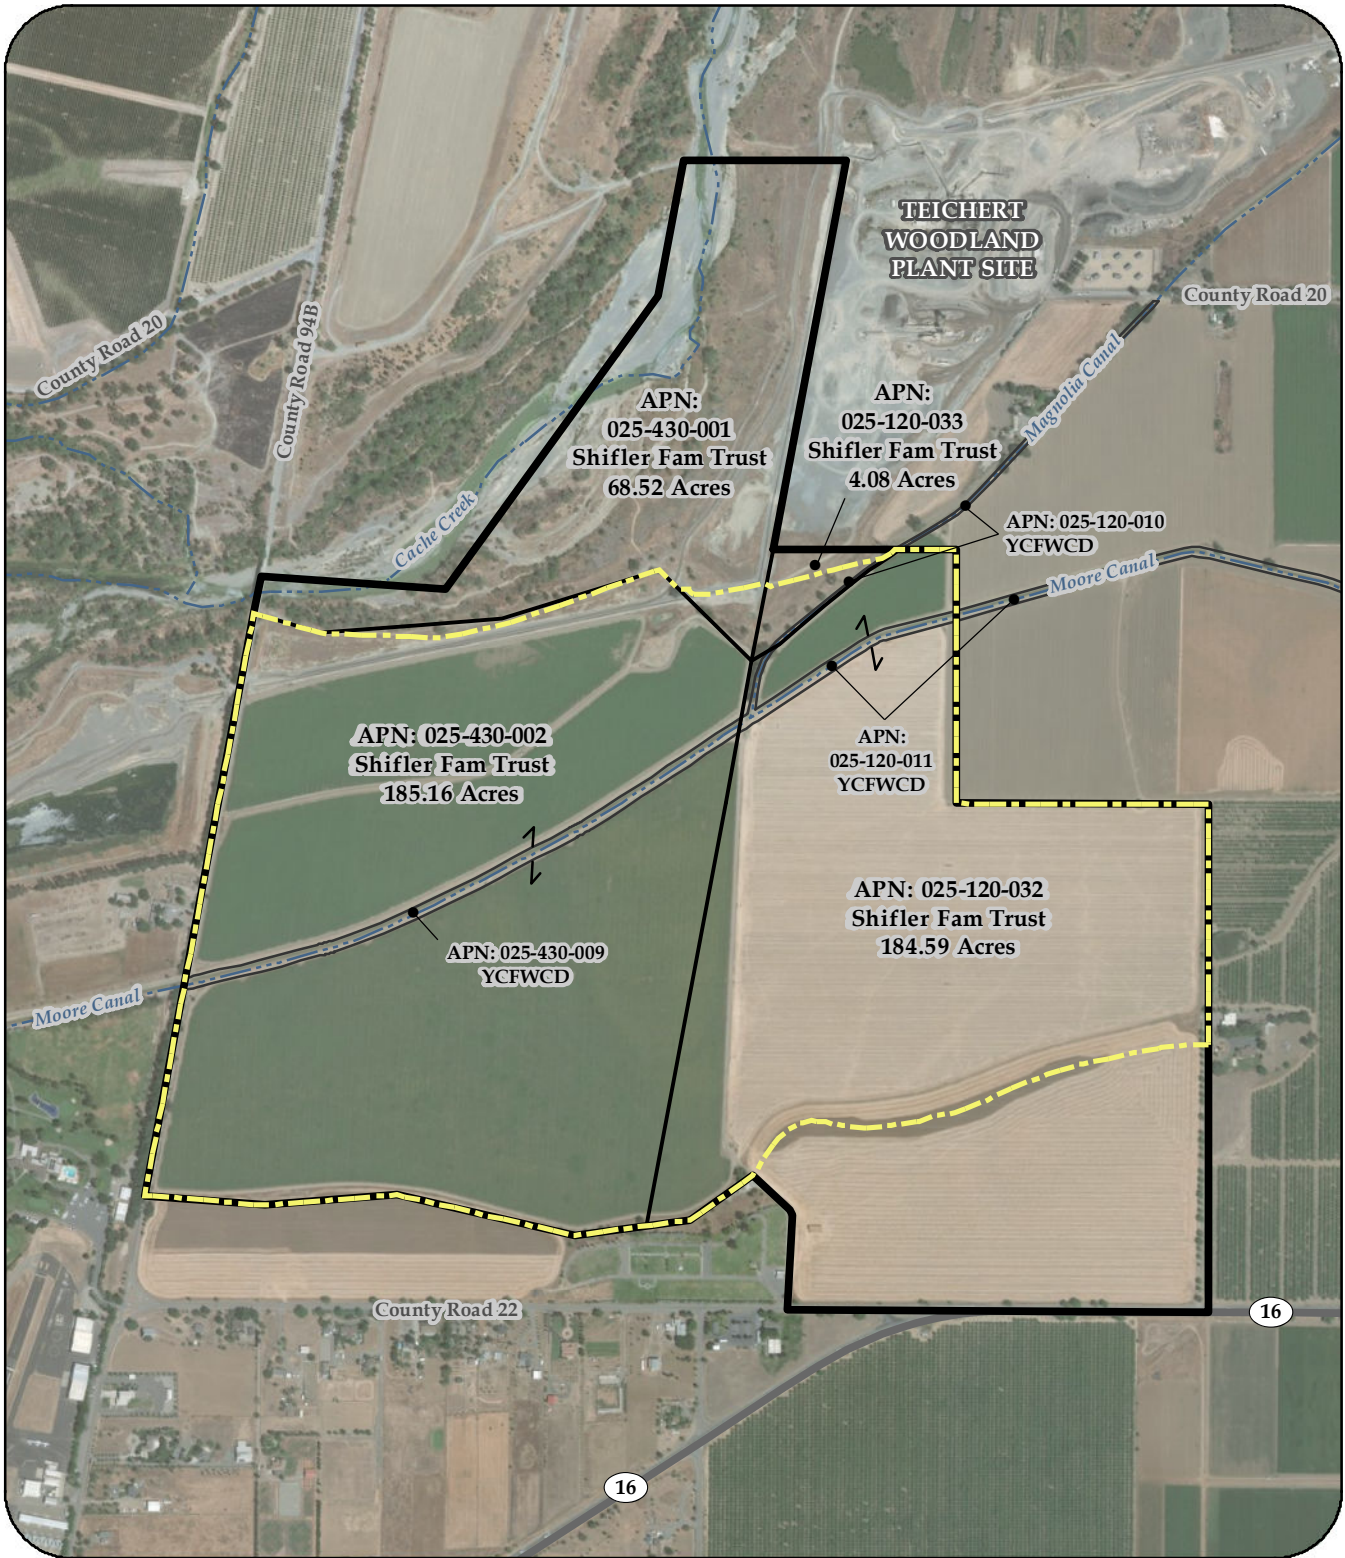 TEICHERT
WOODLAND
PLANT SITE
County Road 20
County Road 20
County Road 94B
Magnolia Canal
APN:
025-430-001
Shifler Fam Trust
68.52 Acres
APN:
025-120-033
Shifler Fam Trust
4.08 Acres
Cache Creek
APN: 025-120-010
YCFWCD
Moore Canal
APN: 025-430-002
Shifler Fam Trust
185.16 Acres
APN:
025-120-011
YCFWCD
APN: 025-120-032
Shifler Fam Trust
184.59 Acres
APN: 025-430-009
YCFWCD
Moore Canal
County Road 22
16
16